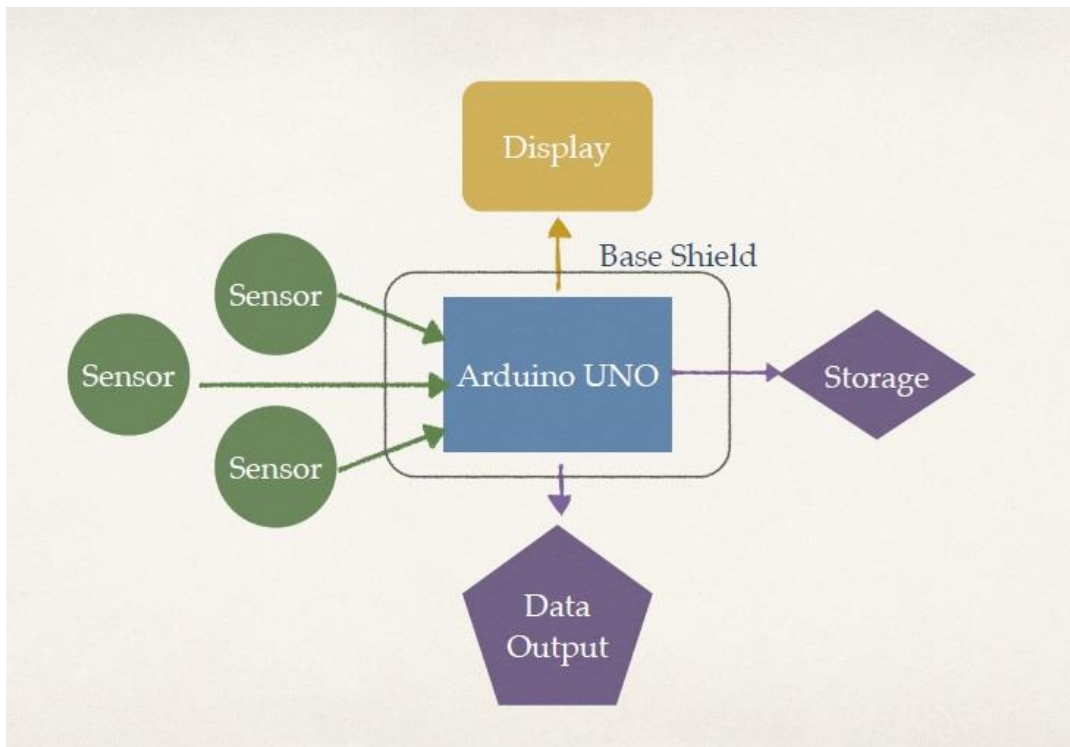 Display
Base Shield
Sensor
Sensor
Arduino UNO
Storage
Sensor
Data
Output